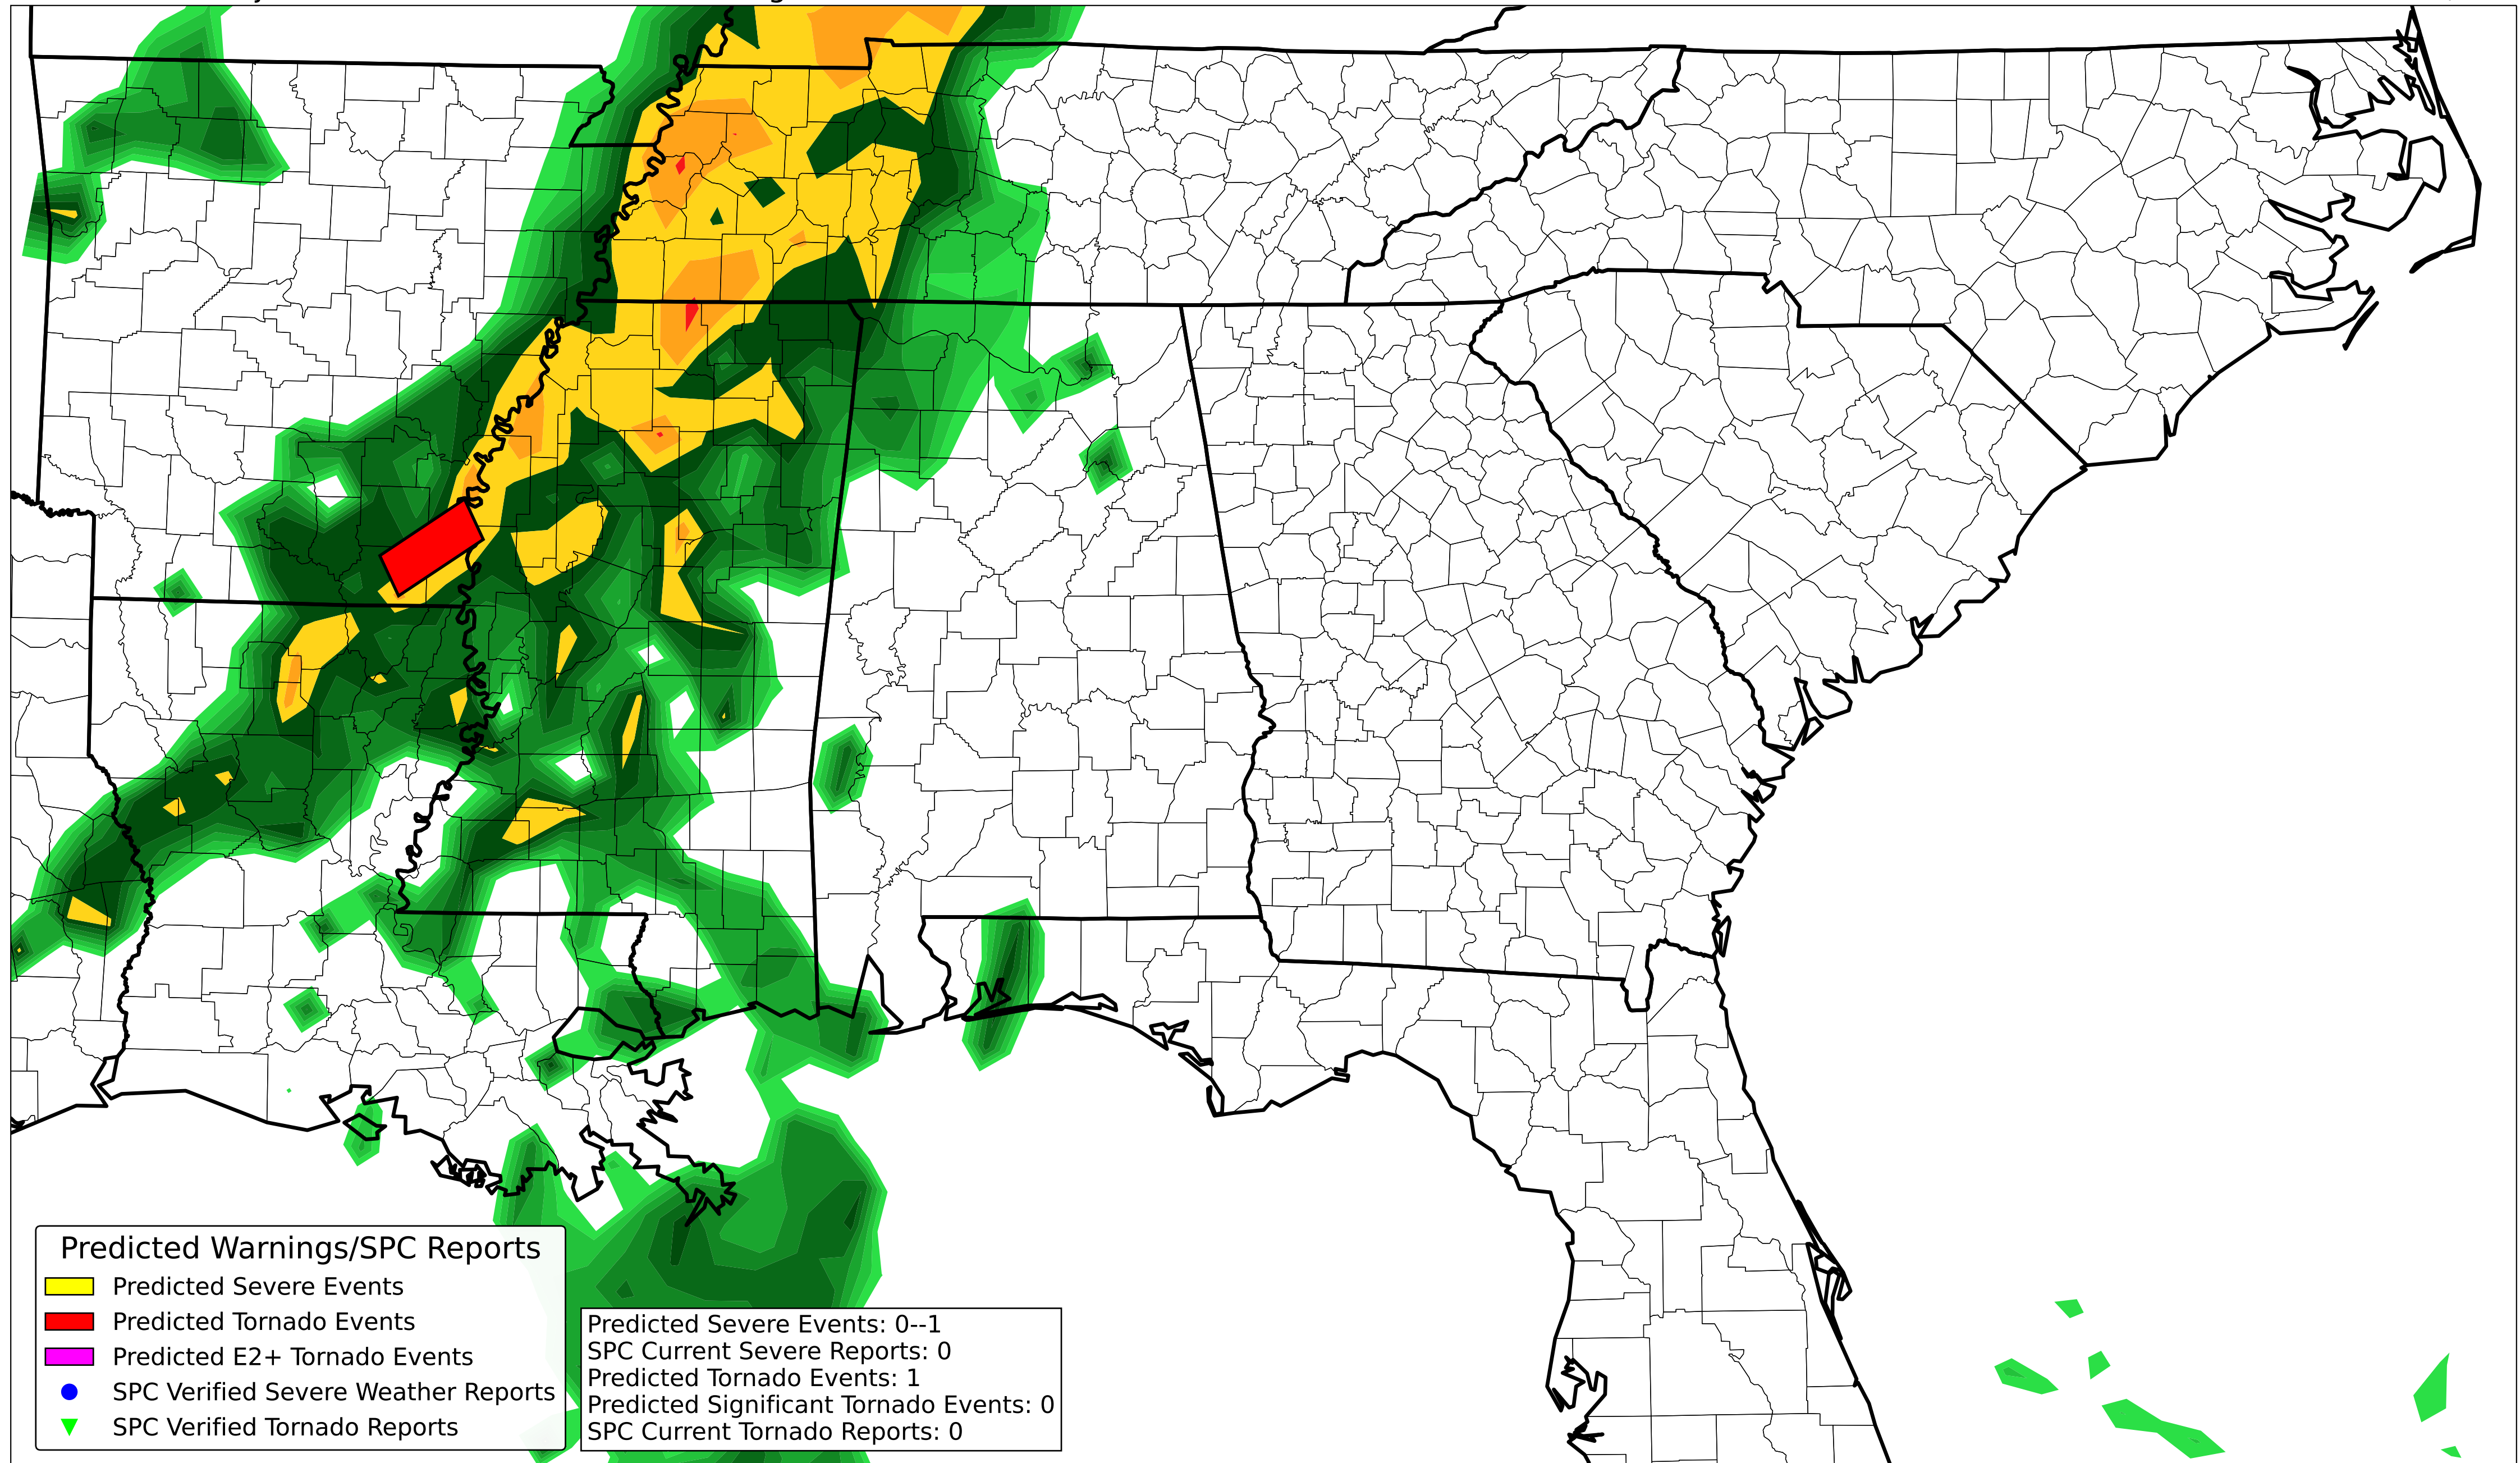 Predicted Warnings/SPC Reports
Predicted Severe Events
Predicted Tornado Events
Predicted E2+ Tornado Events
SPC Verified Severe Weather Reports
SPC Verified Tornado Reports
Predicted Severe Events: 0--1
SPC Current Severe Reports: 0
Predicted Tornado Events: 1
Predicted Significant Tornado Events: 0
SPC Current Tornado Reports: 0